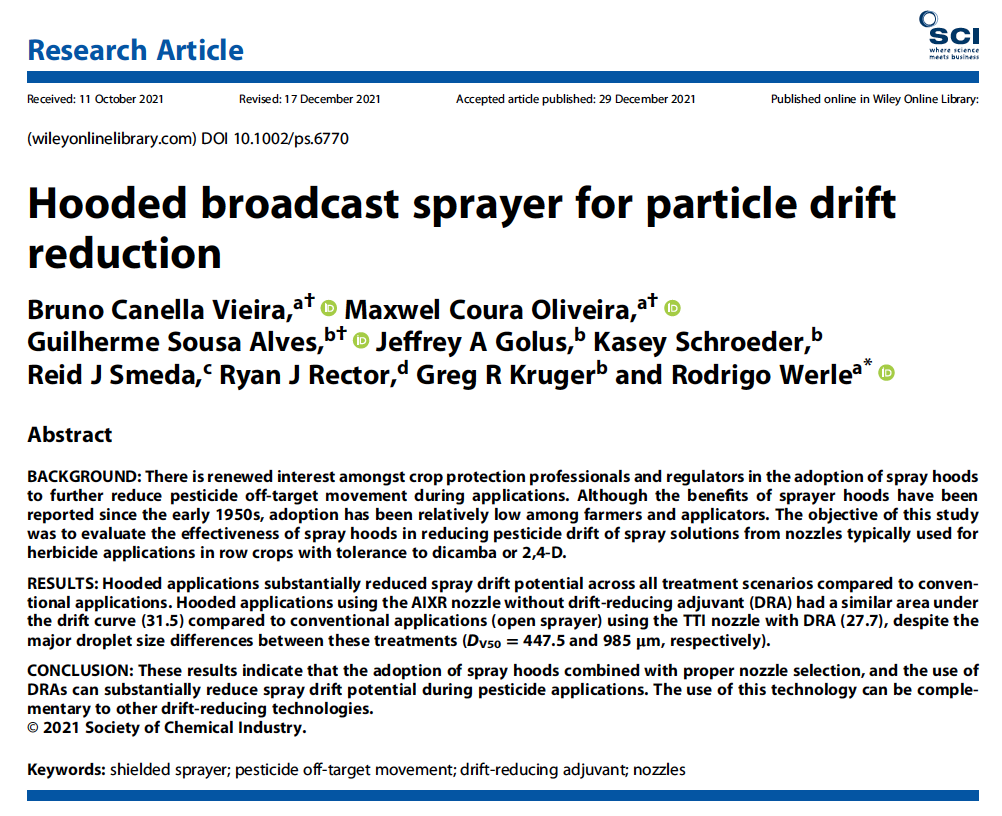 SCI
where science
meets business
Research Article
Received: 11 October 2021 Revised: 17 December 2021 Accepted article published: 29 December 2021 Published online in Wiley Online Library:
(wileyonlinelibrary.com) DOI 10.1002/ps.6770
Hooded broadcast sprayer for particle drift
reduction
Bruno Canella Vieira,a† iD Maxwel Coura Oliveira,a† iD
Guilherme Sousa Alves,b† iD Jeffrey A Golus,b Kasey Schroeder,b
Reid J Smeda,c Ryan J Rector,d Greg R Krugerb and Rodrigo Werlea* iD
Abstract
BACKGROUND: There is renewed interest amongst crop protection professionals and regulators in the adoption of spray hoods
to further reduce pesticide off-target movement during applications. Although the benefits of sprayer hoods have been
reported since the early 1950s, adoption has been relatively low among farmers and applicators. The objective of this study
was to evaluate the effectiveness of spray hoods in reducing pesticide drift of spray solutions from nozzles typically used for
herbicide applications in row crops with tolerance to dicamba or 2,4-D.
RESULTS: Hooded applications substantially reduced spray drift potential across all treatment scenarios compared to conven-
tional applications. Hooded applications using the AIXR nozzle without drift-reducing adjuvant (DRA) had a similar area under
the drift curve (31.5) compared to conventional applications (open sprayer) using the TTI nozzle with DRA (27.7), despite the
major droplet size differences between these treatments (DV50 = 447.5 and 985 μm, respectively).
CONCLUSION: These results indicate that the adoption of spray hoods combined with proper nozzle selection, and the use of
DRAs can substantially reduce spray drift potential during pesticide applications. The use of this technology can be comple-
mentary to other drift-reducing technologies.
© 2021 Society of Chemical Industry.
Keywords: shielded sprayer; pesticide off-target movement; drift-reducing adjuvant; nozzles